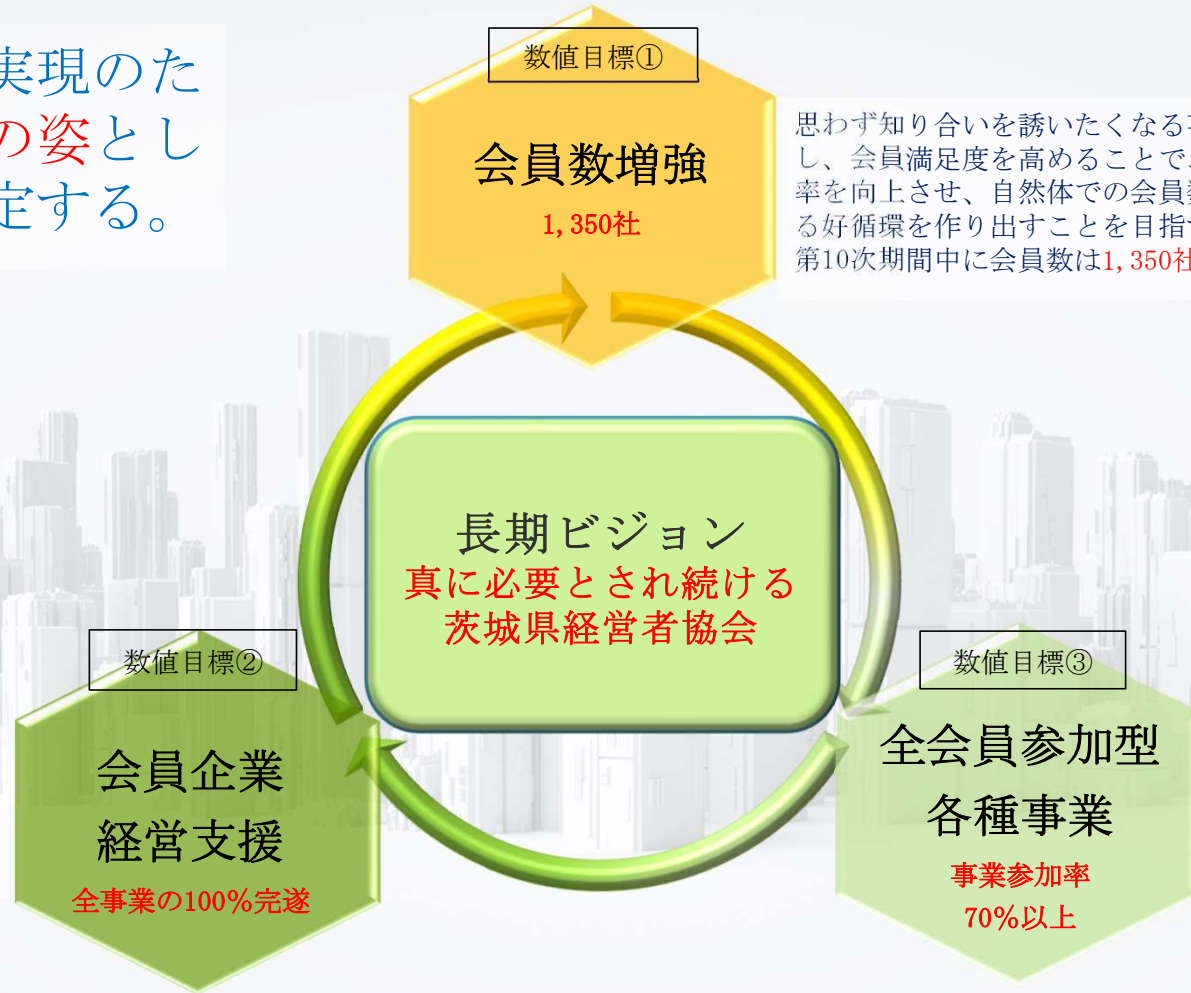 実現のた
の姿とし
定する。
数値目標①
会員数増強
1,350社
思わず知り合いを誘いたくなる
し、会員満足度を高めることで
率を向上させ、自然体での会員
る好循環を作り出すことを目指
第10次期間中に会員数は1,350社
長期ビジョン
真に必要とされ続ける
茨城県経営者協会
数値目標②
会員企業
経営支援
全事業の100%完遂
数値目標③
全会員参加型
各種事業
事業参加率
70%以上